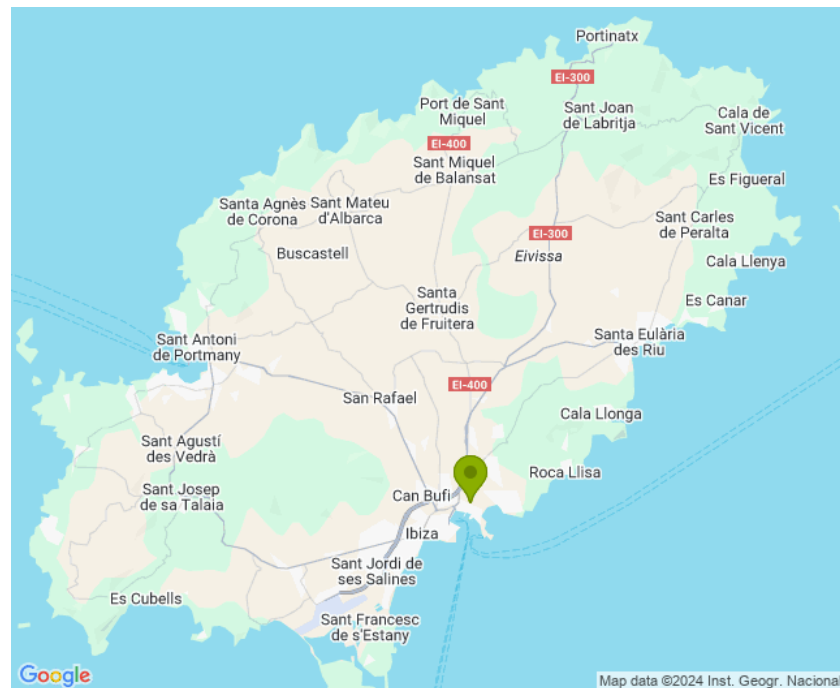 Portinatx
EI-300
Port de Sant
Miquel
Sant Joan
de Labritja
Cala de
Sant Vicent
EI-400
Sant Miquel
de Balansat
Es Figueral
Santa Agnès
de Corona
Sant Mateu
d'Albarca
Sant Carles
de Peralta
EI-300
Buscastell
Eivissa
Cala Llenya
Santa
Gertrudis
de Fruitera
Es Canar
Sant Antoni
de Portmany
Santa Eulària
des Riu
EI-400
San Rafael
Cala Llonga
Sant Agustí
des Vedrà
Roca Llisa
Sant Josep
de sa Talaia
Can Bufí
Ibiza
Sant Jordi de
ses Salines
Es Cubells
Sant Francesc
de s'Estany
Google
Map data ©2024 Inst. Geogr. Nacional